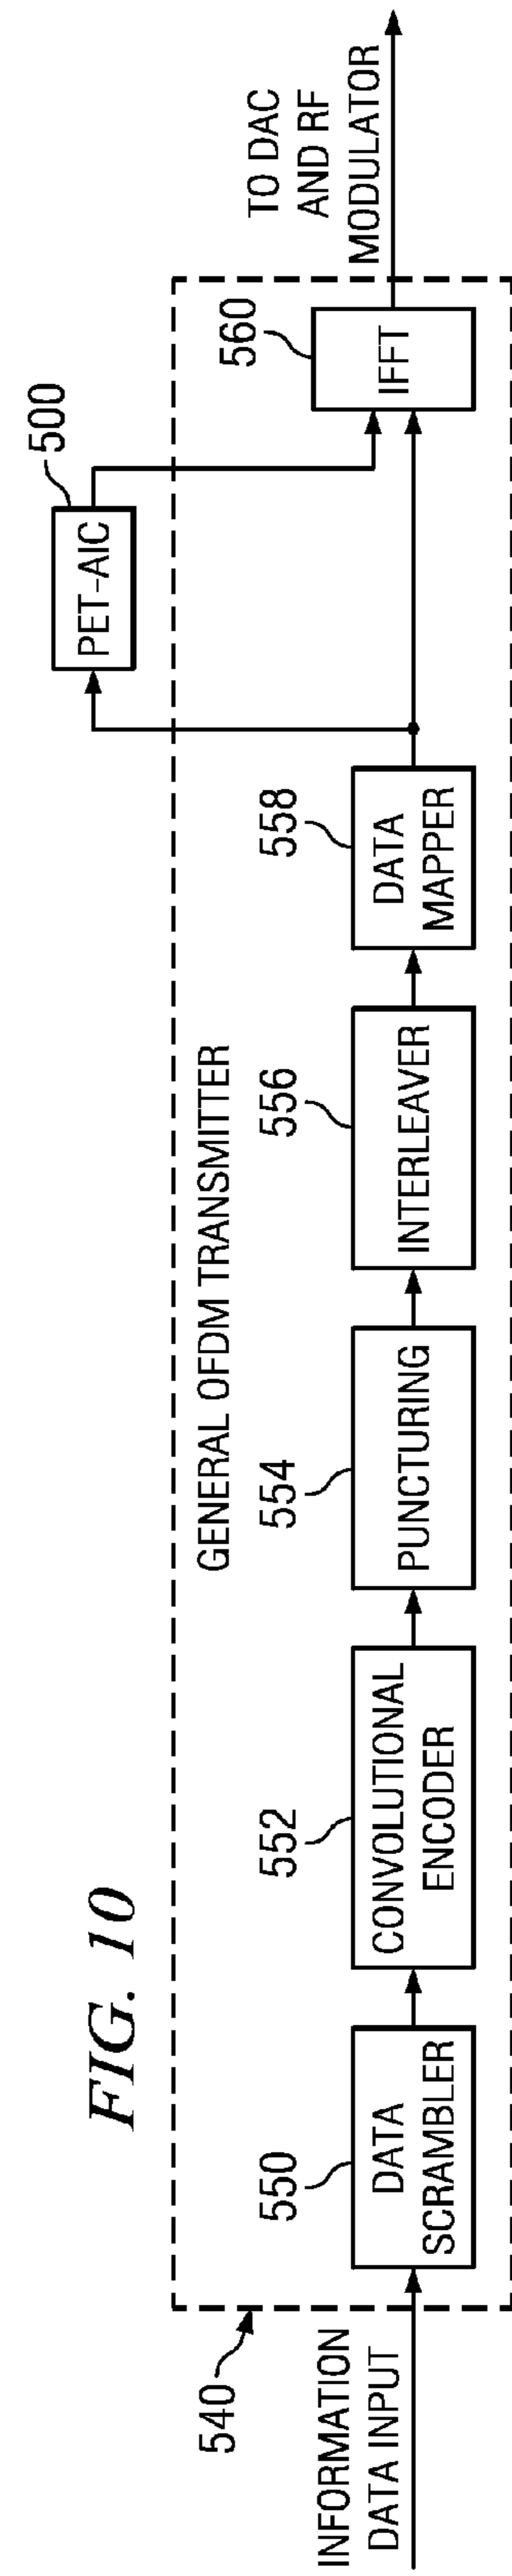 FIG. 10
500
PET-AIC
540
GENERAL OFDM TRANSMITTER
INFORMATION
DATA INPUT
550
DATA
SCRAMBLER
552
CONVOLUTIONAL
ENCODER
554
PUNCTURING
556
INTERLEAVER
558
DATA
MAPPER
560
IFFT
TO DAC
AND RF
MODULATOR